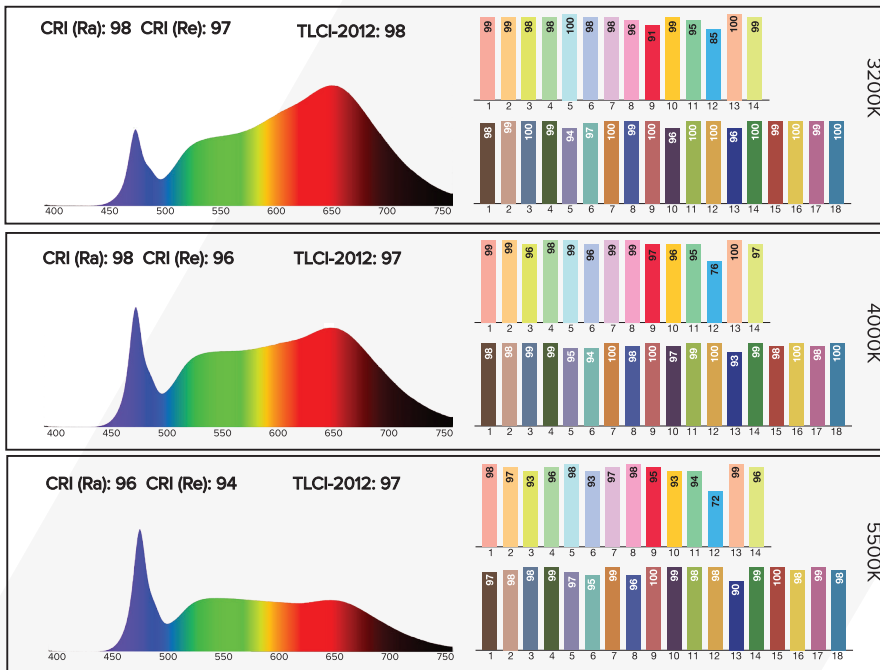 CRI (Ra): 98 CRI (Re): 97 TLCI-2012: 98
99 99 98 98 100 98 98 96 91 99 95 85 100 99
1 2 3 4 5 6 7 8 9 10 11 12 13 14
98 99 100 99 94 97 100 99 100 96 100 100 96 100 99 100 99 100
400 450 500 550 600 650 700 750
1 2 3 4 5 6 7 8 9 10 11 12 13 14 15 16 17 18
3200K
CRI (Ra): 98 CRI (Re): 96 TLCI-2012: 97
99 99 96 98 99 96 99 99 97 96 95 76 100 97
1 2 3 4 5 6 7 8 9 10 11 12 13 14
98 98 99 99 95 94 100 98 100 97 99 100 93 99 98 100 98 100
400 450 500 550 600 650 700 750
1 2 3 4 5 6 7 8 9 10 11 12 13 14 15 16 17 18
4000K
CRI (Ra): 96 CRI (Re): 94 TLCI-2012: 97
98 97 93 96 98 93 97 98 95 93 94 72 99 96
1 2 3 4 5 6 7 8 9 10 11 12 13 14
97 98 98 99 97 95 99 96 100 99 98 98 90 99 100 98 99 98
400 450 500 550 600 650 700 750
1 2 3 4 5 6 7 8 9 10 11 12 13 14 15 16 17 18
5500K